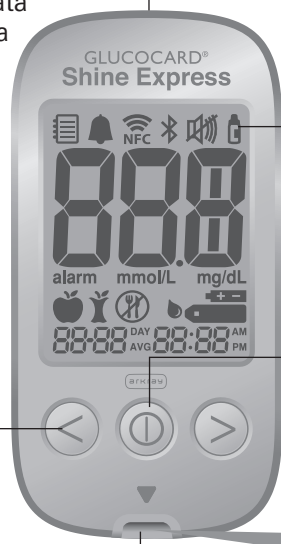 ata
a
GLUCOCARD®
Shine Express
NFC
88.8
alarm mmol/L mg/dL
88-88 DAY AVG 88:88 AM PM
arkray